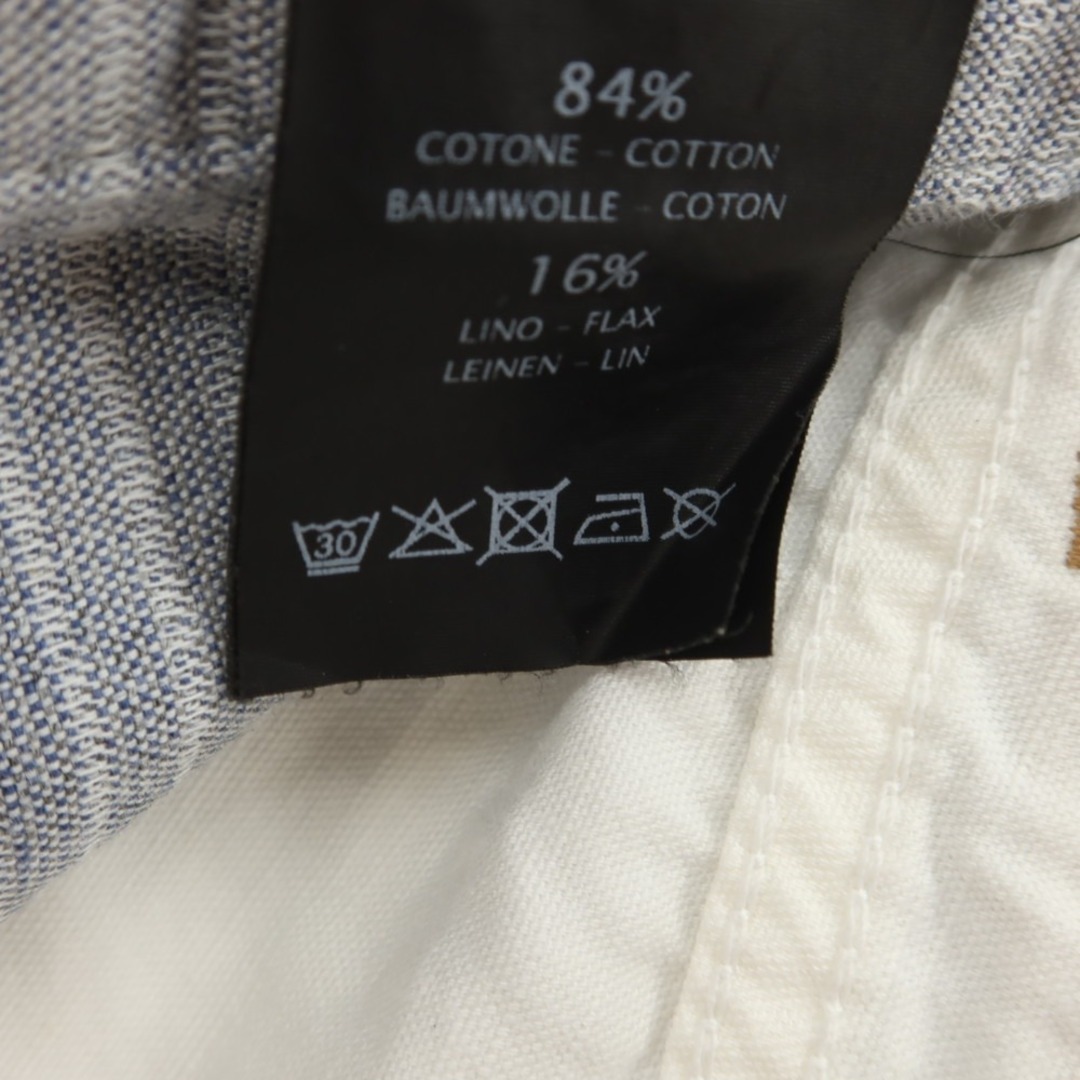 84%
COTONE - COTTON
BAUMWOLLE - COTON
16%
LINO - FLAX
LEINEN - LIN
30